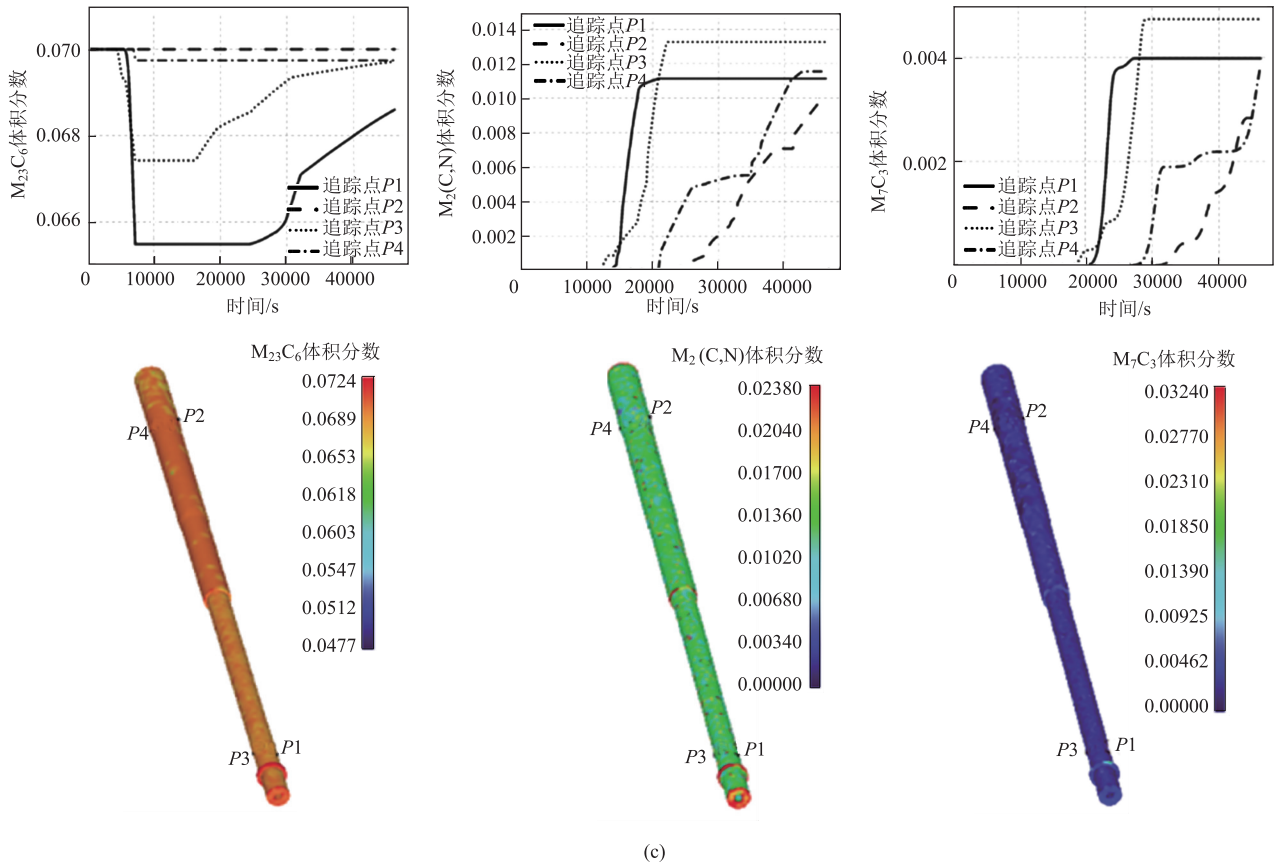 M₂₃C₆体积分数
0.070
0.068
0.066
追踪点P1
追踪点P2
追踪点P3
追踪点P4
0
10000
20000
30000
40000
时间/s
M₂(C,N)体积分数
0.014
0.012
0.010
0.008
0.006
0.004
0.002
追踪点P1
追踪点P2
追踪点P3
追踪点P4
0
10000
20000
30000
40000
时间/s
M₇C₃体积分数
0.004
0.002
追踪点P1
追踪点P2
追踪点P3
追踪点P4
0
10000
20000
30000
40000
时间/s
M₂₃C₆体积分数
0.0724
0.0689
0.0653
0.0618
0.0603
0.0547
0.0512
0.0477
P2
P4
P3
P1
M₂ (C,N)体积分数
0.02380
0.02040
0.01700
0.01360
0.01020
0.00680
0.00340
0.00000
P2
P4
P3
P1
M₇C₃体积分数
0.03240
0.02770
0.02310
0.01850
0.01390
0.00925
0.00462
0.00000
P2
P4
P3
P1
(c)